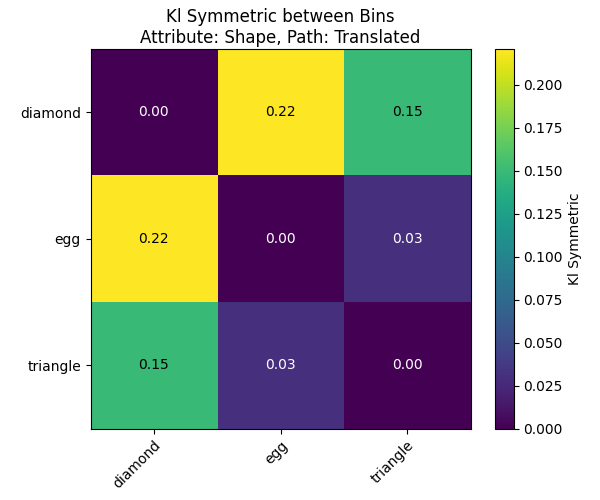 Kl Symmetric between Bins
Attribute: Shape, Path: Translated
diamond
0.00
0.22
0.15
egg
0.22
0.00
0.03
triangle
0.15
0.03
0.00
diamond
egg
triangle
0.200
0.175
0.150
0.125
0.100
0.075
0.050
0.025
0.000
Kl Symmetric